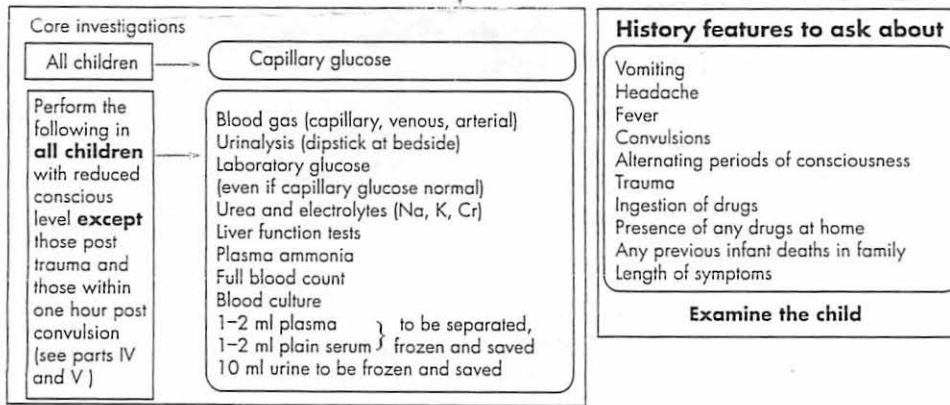 Core investigations
All children
Capillary glucose
Perform the
following in
all children
with reduced
conscious
level except
those post
trauma and
those within
one hour post
convulsion
(see parts IV
and V )
Blood gas (capillary, venous, arterial)
Urinalysis (dipstick at bedside)
Laboratory glucose
(even if capillary glucose normal)
Urea and electrolytes (Na, K, Cr)
Liver function tests
Plasma ammonia
Full blood count
Blood culture
1–2 ml plasma } to be separated,
1–2 ml plain serum } frozen and saved
10 ml urine to be frozen and saved
History features to ask about
Vomiting
Headache
Fever
Convulsions
Alternating periods of consciousness
Trauma
Ingestion of drugs
Presence of any drugs at home
Any previous infant deaths in family
Length of symptoms
Examine the child